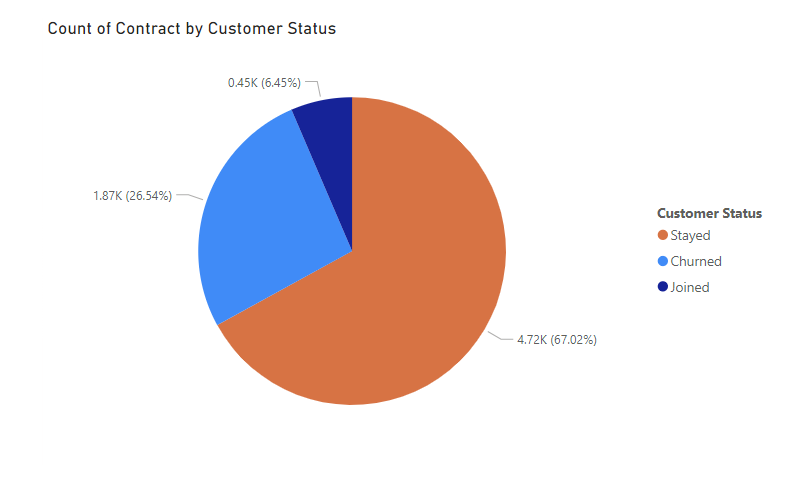 Count of Contract by Customer Status
0.45K (6.45%)
1.87K (26.54%)
4.72K (67.02%)
Customer Status
Stayed
Churned
Joined